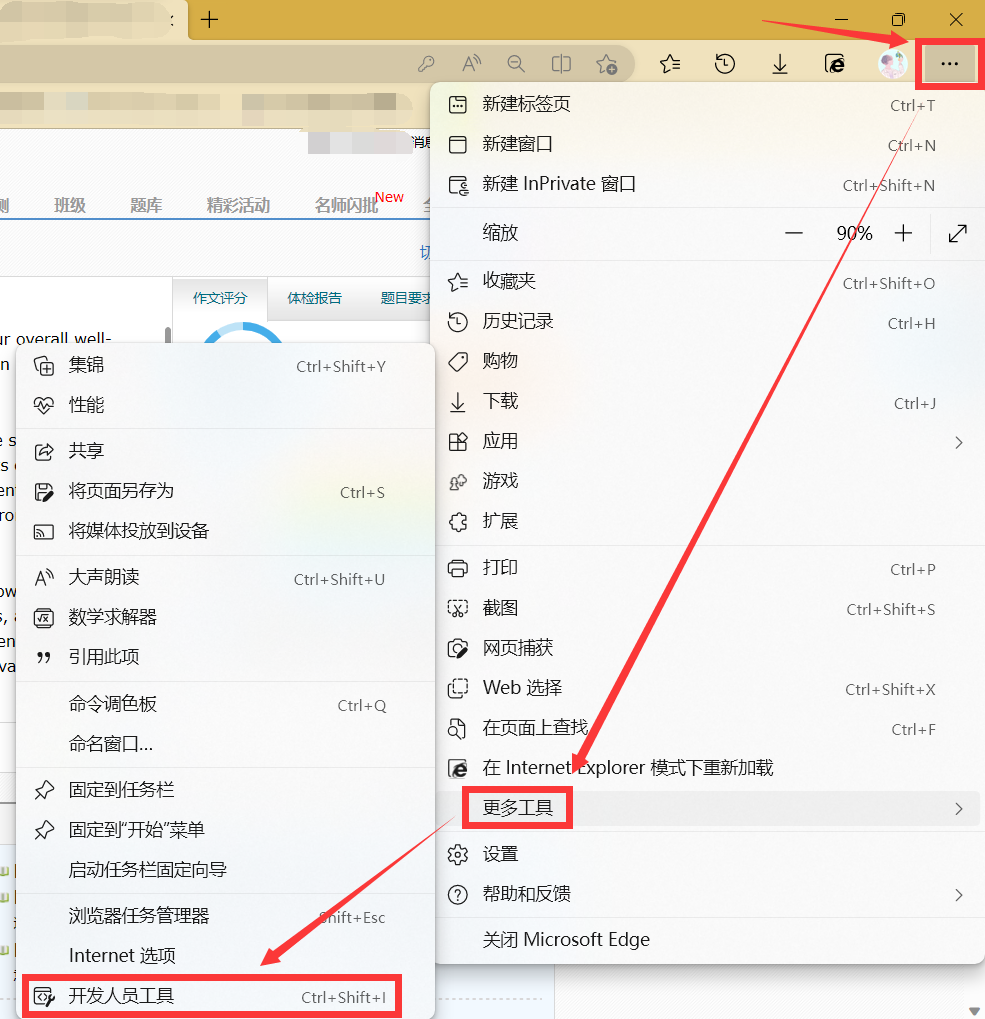 新建标签页 Ctrl+T
新建窗口 Ctrl+N
新建 InPrivate 窗口 Ctrl+Shift+N
缩放 90%
收藏夹 Ctrl+Shift+O
历史记录 Ctrl+H
购物
下载 Ctrl+J
应用
游戏
扩展
打印 Ctrl+P
截图 Ctrl+Shift+S
网页捕获
Web 选择 Ctrl+Shift+X
在页面上查找 Ctrl+F
在 Internet Explorer 模式下重新加载
更多工具
设置
帮助和反馈
关闭 Microsoft Edge
消息
班级 题库 精彩活动 名师闪批 New
切
作文评分 体检报告 题目要求
ur overall well-
集锦 Ctrl+Shift+Y
性能
共享
将页面另存为 Ctrl+S
将媒体投放到设备
大声朗读 Ctrl+Shift+U
数学求解器
引用此项
命令调色板 Ctrl+Q
命名窗口...
固定到任务栏
固定到“开始”菜单
启动任务栏固定向导
浏览器任务管理器 Shift+Esc
Internet 选项
开发人员工具 Ctrl+Shift+I